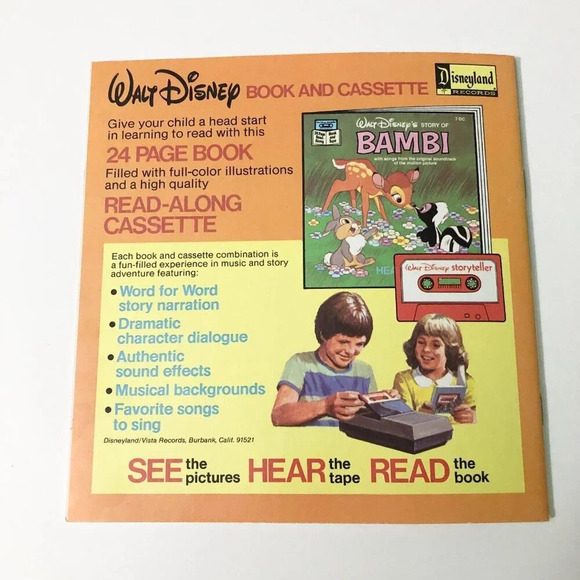 WALT DISNEY BOOK AND CASSETTE
Disneyland
RECORDS
Give your child a head start
in learning to read with this
24 PAGE BOOK
Filled with full-color illustrations
and a high quality
READ-ALONG
CASSETTE
WALT DISNEY'S STORY OF
BAMBI
with songs from the original soundtrack
of the motion picture
HEA
WALT DISNEY storyteller
Each book and cassette combination is
a fun-filled experience in music and story
adventure featuring:
• Word for Word
story narration
• Dramatic
character dialogue
• Authentic
sound effects
• Musical backgrounds
• Favorite songs
to sing
Disneyland/Vista Records, Burbank, Calif. 91521
SEE the pictures HEAR the tape READ the book